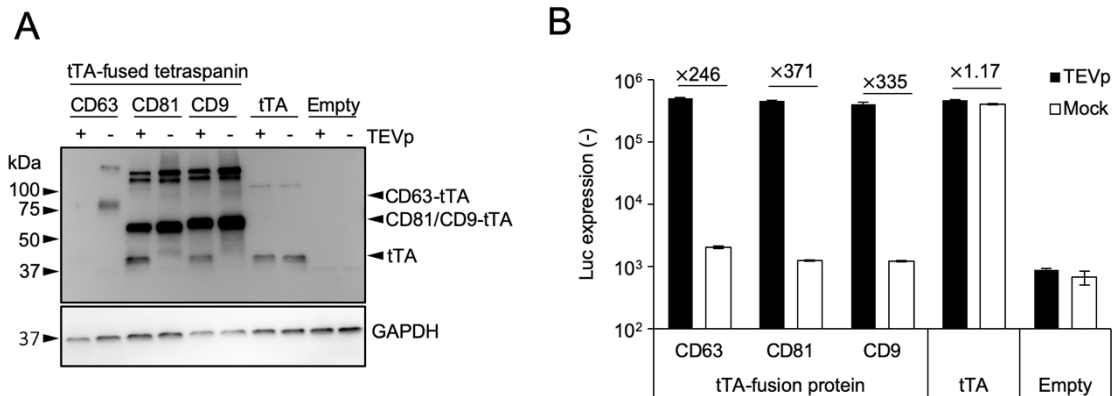 A
tTA-fused tetraspanin
CD63 CD81 CD9 tTA Empty
+ - + - + - + - + - TEVp
kDa
100
75
50
37
CD63-tTA
CD81/CD9-tTA
tTA
37
GAPDH
B
Luc expression (-)
10⁶
10⁵
10⁴
10³
10²
×246 ×371 ×335 ×1.17
TEVp
Mock
CD63 CD81 CD9
tTA-fusion protein tTA Empty